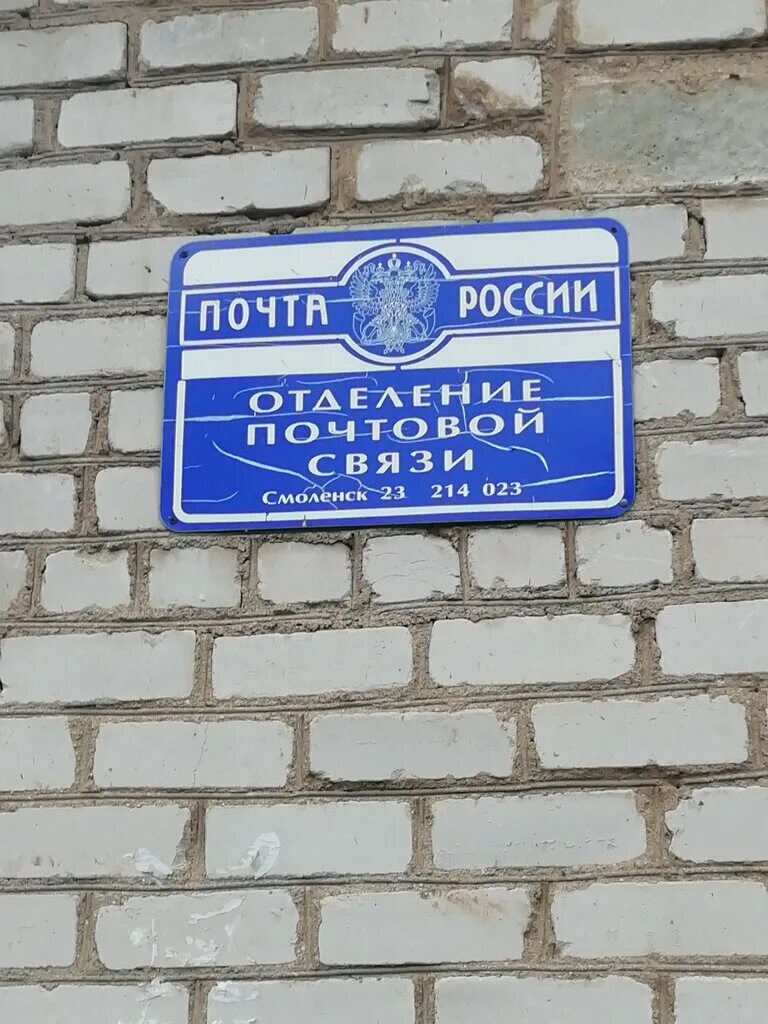 ПОЧТА РОССИИ
ОТДЕЛЕНИЕ
ПОЧТОВОЙ
СВЯЗИ
Смоленск 23 214 023